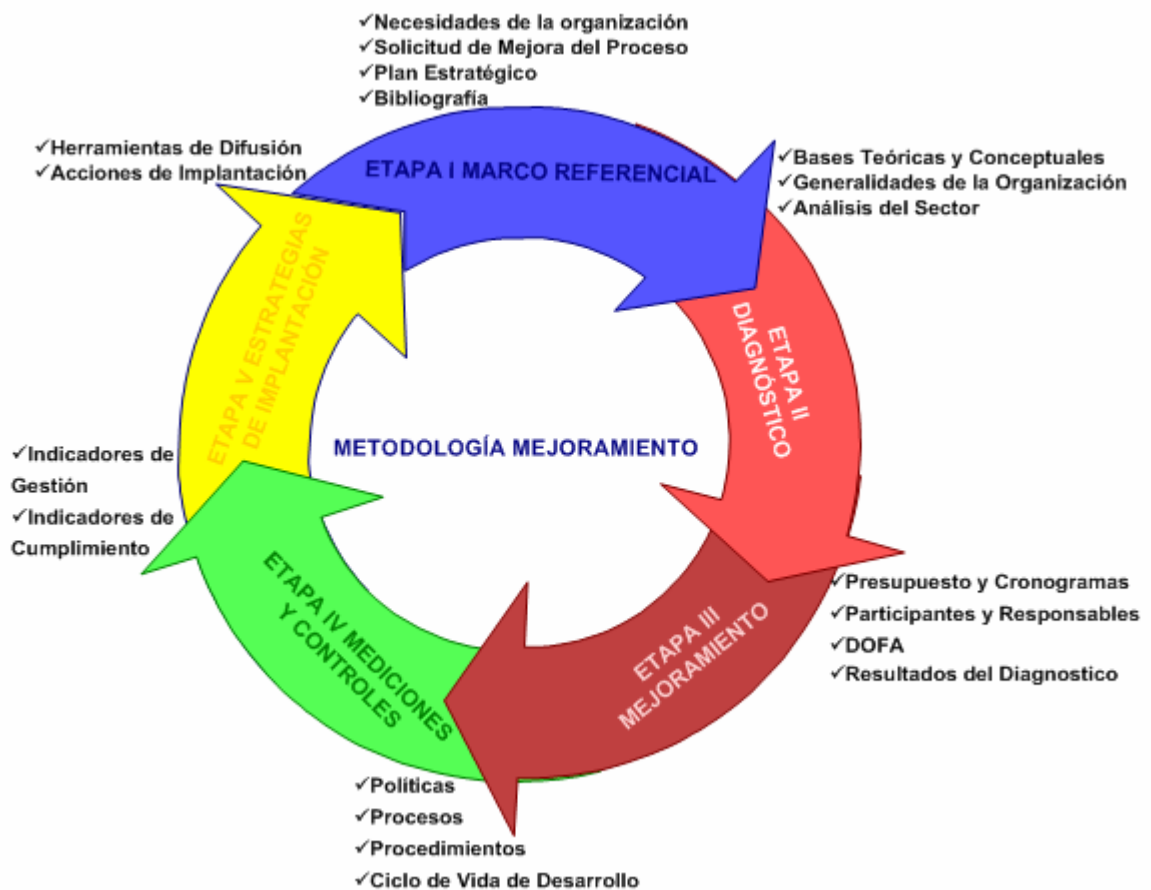 ✓Necesidades de la organización
✓Solicitud de Mejora del Proceso
✓Plan Estratégico
✓Bibliografía
✓Herramientas de Difusión
✓Acciones de Implantación
ETAPA I MARCO REFERENCIAL
✓Bases Teóricas y Conceptuales
✓Generalidades de la Organización
✓Análisis del Sector
ETAPA II
DIAGNÓSTICO
ETAPA V ESTRATEGIAS
DE IMPLANTACIÓN
METODOLOGÍA MEJORAMIENTO
✓Indicadores de
Gestión
✓Indicadores de
Cumplimiento
ETAPA IV MEDICIONES
Y CONTROLES
ETAPA III
MEJORAMIENTO
✓Presupuesto y Cronogramas
✓Participantes y Responsables
✓DOFA
✓Resultados del Diagnostico
✓Políticas
✓Procesos
✓Procedimientos
✓Ciclo de Vida de Desarrollo